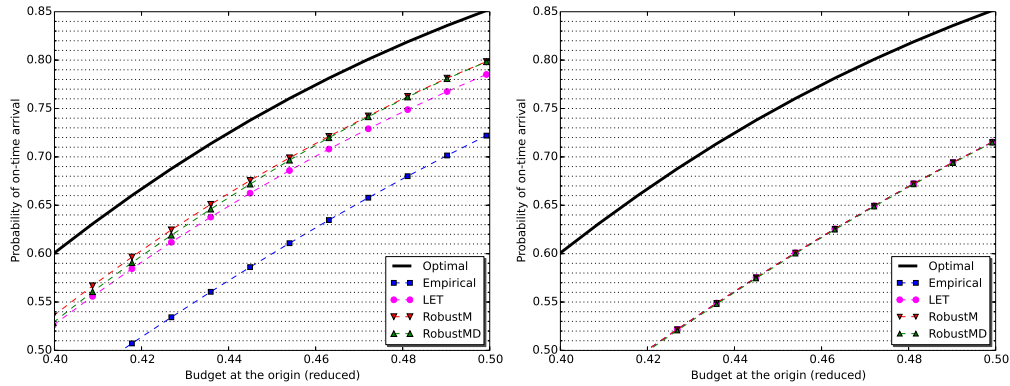 0.85
0.80
0.75
0.70
0.65
0.60
0.55
0.50
Probability of on-time arrival
0.40 0.42 0.44 0.46 0.48 0.50
Budget at the origin (reduced)
Optimal
Empirical
LET
RobustM
RobustMD
0.85
0.80
0.75
0.70
0.65
0.60
0.55
0.50
Probability of on-time arrival
0.40 0.42 0.44 0.46 0.48 0.50
Budget at the origin (reduced)
Optimal
Empirical
LET
RobustM
RobustMD